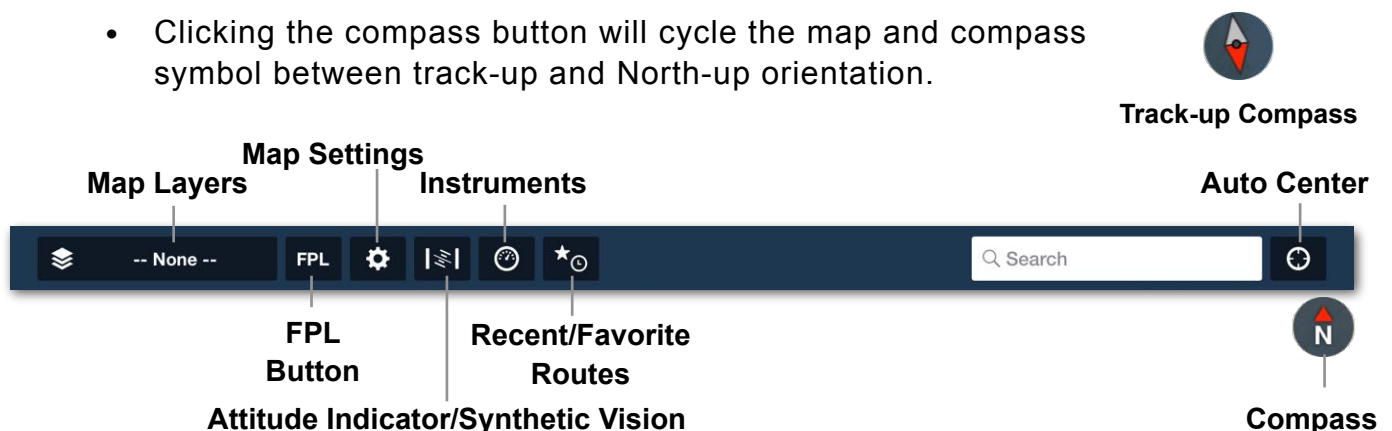 • Clicking the compass button will cycle the map and compass
symbol between track-up and North-up orientation.
Track-up Compass
Map Settings
Map Layers
Instruments
Auto Center
-- None --
FPL
Search
N
FPL
Button
Recent/Favorite
Routes
Attitude Indicator/Synthetic Vision
Compass